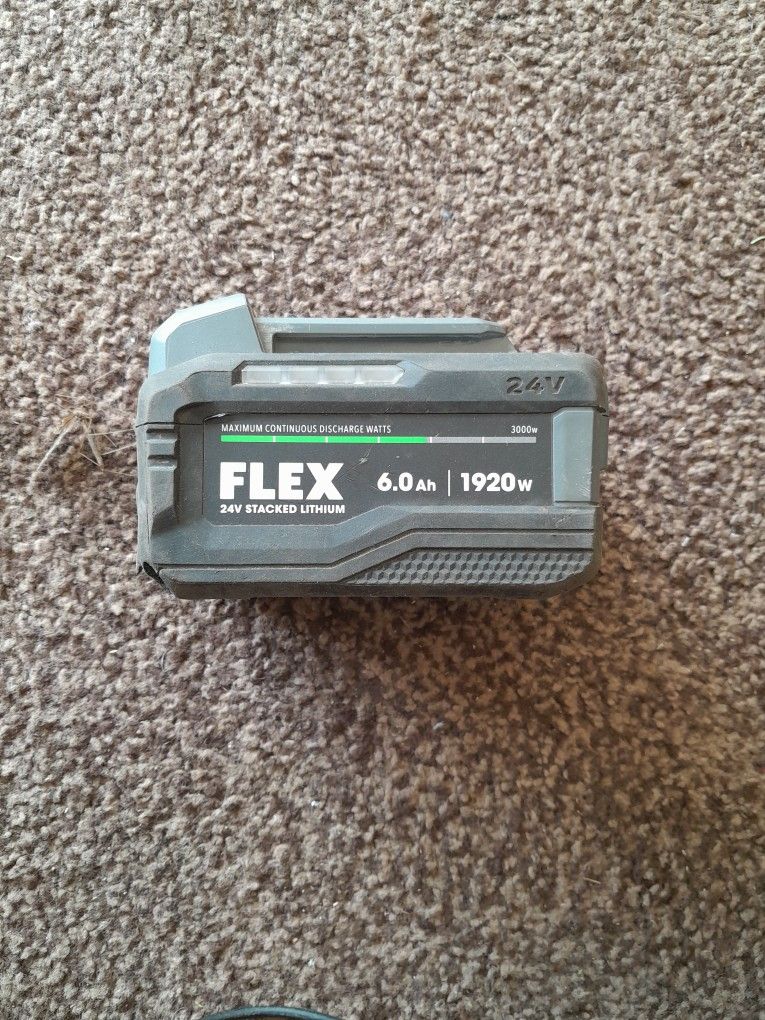 24V
MAXIMUM CONTINUOUS DISCHARGE WATTS 3000w
FLEX 6.0Ah | 1920w
24V STACKED LITHIUM